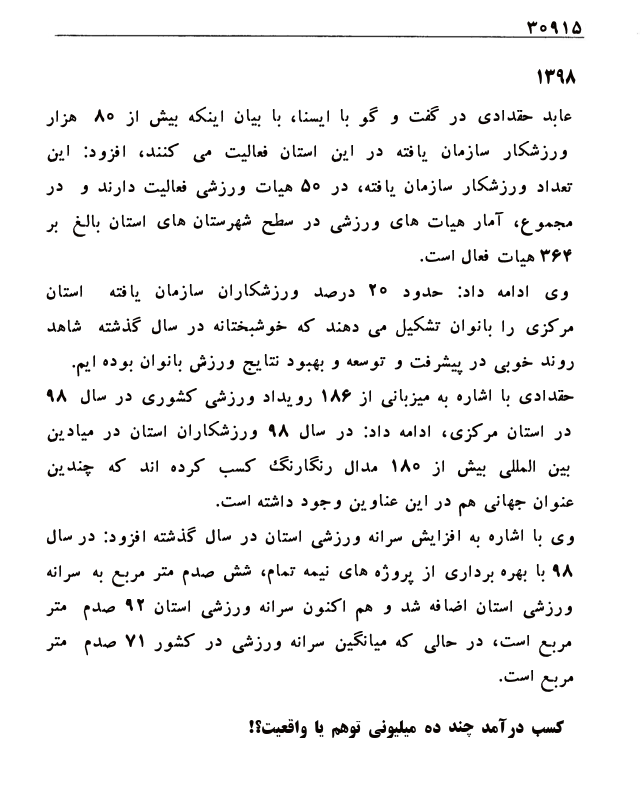 ۳۰۹۱۵
۱۳۹۸
عابد حقدادی در گفت و گو با ایسنا، با بیان اینکه بیش از ۸۰ هزار
ورزشکار سازمان یافته در این استان فعالیت می کنند، افزود: این
تعداد ورزشکار سازمان یافته، در ۵۰ هیات ورزشی فعالیت دارند و در
مجموع، آمار هیات های ورزشی در سطح شهرستان های استان بالغ بر
۳۶۴ هیات فعال است.
وی ادامه داد: حدود ۲۰ درصد ورزشکاران سازمان یافته استان
مرکزی را بانوان تشکیل می دهند که خوشبختانه در سال گذشته شاهد
روند خوبی در پیشرفت و توسعه و بهبود نتایج ورزش بانوان بوده ایم.
حقدادی با اشاره به میزبانی از ۱۸۶ رویداد ورزشی کشوری در سال ۹۸
در استان مرکزی، ادامه داد: در سال ۹۸ ورزشکاران استان در میادین
بین المللی بیش از ۱۸۰ مدال رنگارنگ کسب کرده اند که چندین
عنوان جهانی هم در این عناوین وجود داشته است.
وی با اشاره به افزایش سرانه ورزشی استان در سال گذشته افزود: در سال
۹۸ با بهره برداری از پروژه های نیمه تمام، شش صدم متر مربع به سرانه
ورزشی استان اضافه شد و هم اکنون سرانه ورزشی استان ۹۲ صدم متر
مربع است، در حالی که میانگین سرانه ورزشی در کشور ۷۱ صدم متر
مربع است.
کسب درآمد چند ده میلیونی توهم یا واقعیت؟!